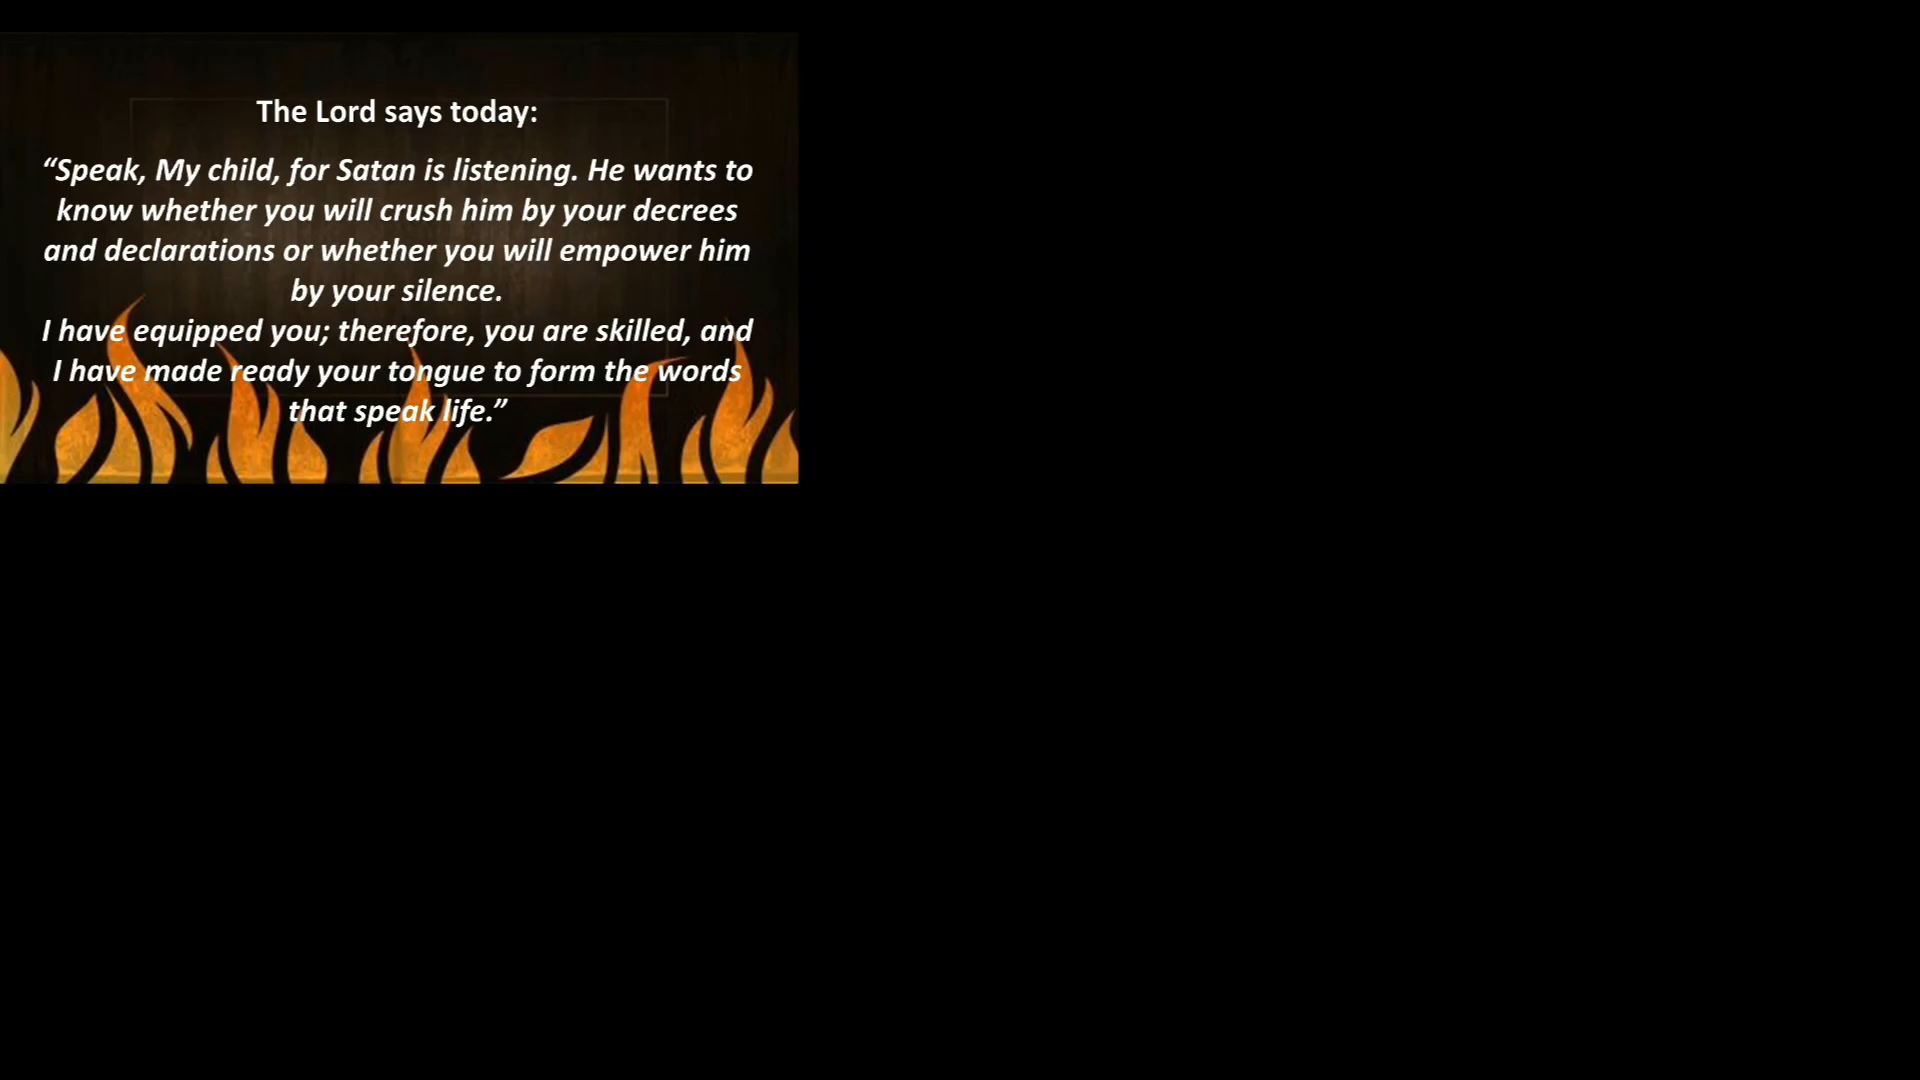 The Lord says today:
“Speak, My child, for Satan is listening. He wants to
know whether you will crush him by your decrees
and declarations or whether you will empower him
by your silence.
I have equipped you; therefore, you are skilled, and
I have made ready your tongue to form the words
that speak life.”